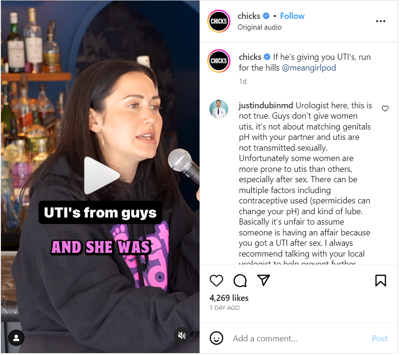 chicks • Follow
Original audio
CHICKS
UTI's from guys
AND SHE WAS
CHICKS
chicks If he's giving you UTI's, run
for the hills @meangirlpod
1d
justindubinmd Urologist here, this is
not true. Guys don't give women
utis, it's not about matching genitals
pH with your partner and utis are
not transmitted sexually.
Unfortunately some women are
more prone to utis than others,
especially after sex. There can be
multiple factors including
contraceptive used (spermicides can
change your pH) and kind of lube.
Basically it's unfair to assume
someone is having an affair because
you got a UTI after sex. I always
recommend talking with your local
urologist to help prevent further
4,269 likes
1 DAY AGO
Add a comment...
Post